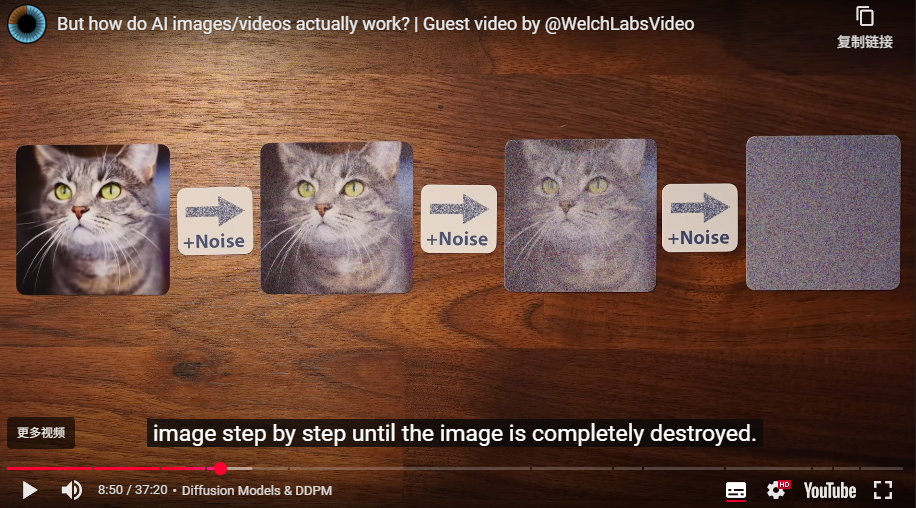 But how do AI images/videos actually work? | Guest video by @WelchLabsVideo
复制链接
+Noise
+Noise
+Noise
更多视频
image step by step until the image is completely destroyed.
8:50 / 37:20 • Diffusion Models & DDPM
HD
YouTube